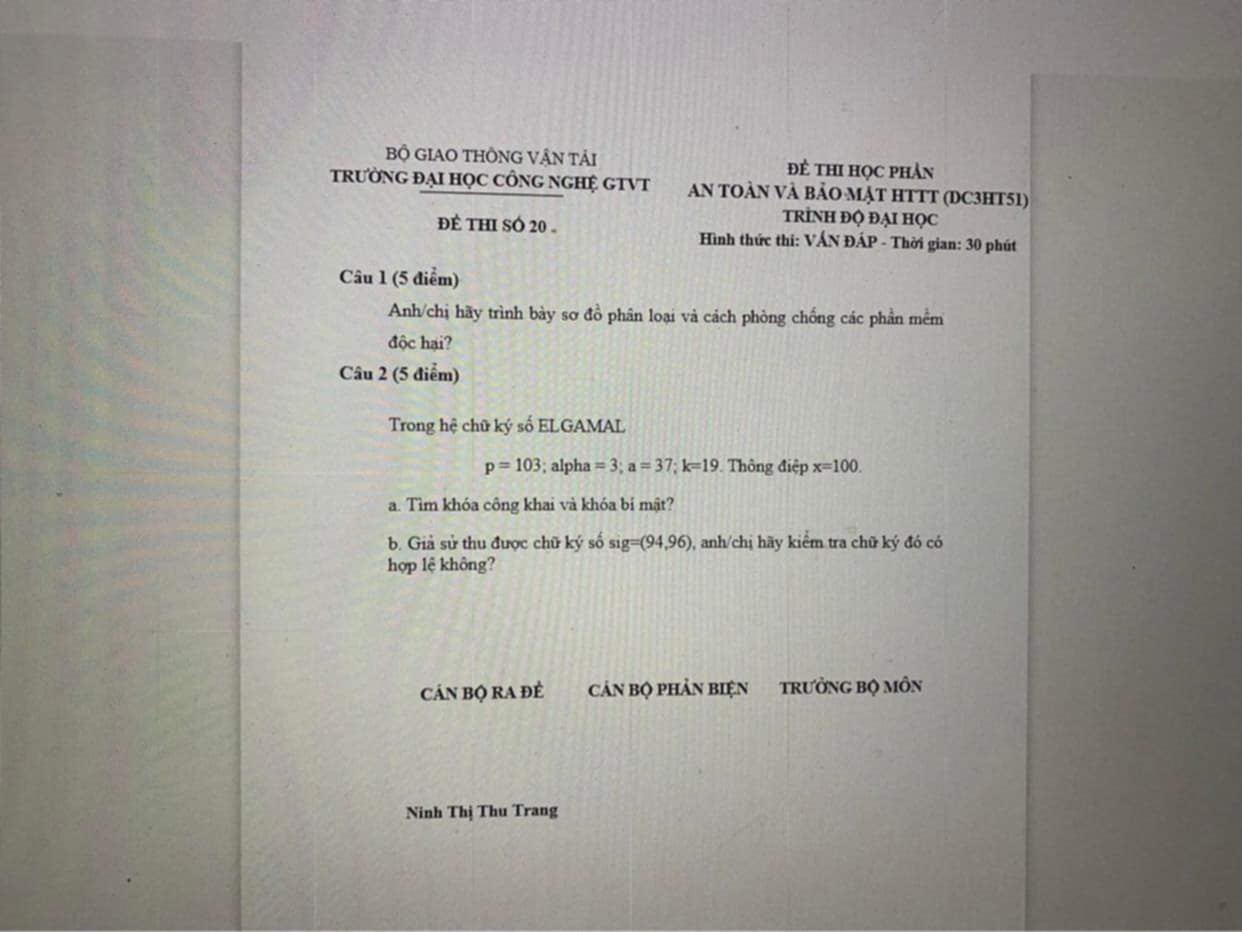 BỘ GIAO THÔNG VẬN TẢI
TRƯỜNG ĐẠI HỌC CÔNG NGHỆ GTVT
ĐỀ THI SỐ 20 .
ĐỀ THI HỌC PHẦN
AN TOÀN VÀ BẢO MẬT HTTT (DC3HT51)
TRÌNH ĐỘ ĐẠI HỌC
Hình thức thi: VẤN ĐÁP - Thời gian: 30 phút
Câu 1 (5 điểm)
Anh/chị hãy trình bày sơ đồ phân loại và cách phòng chống các phần mềm
độc hại?
Câu 2 (5 điểm)
Trong hệ chữ ký số ELGAMAL
p = 103; alpha = 3; a = 37; k=19. Thông điệp x=100.
a. Tìm khóa công khai và khóa bí mật?
b. Giả sử thu được chữ ký số sig=(94,96), anh/chị hãy kiểm tra chữ ký đó có
hợp lệ không?
CÁN BỘ RA ĐỀ CÁN BỘ PHẢN BIỆN TRƯỞNG BỘ MÔN
Ninh Thị Thu Trang